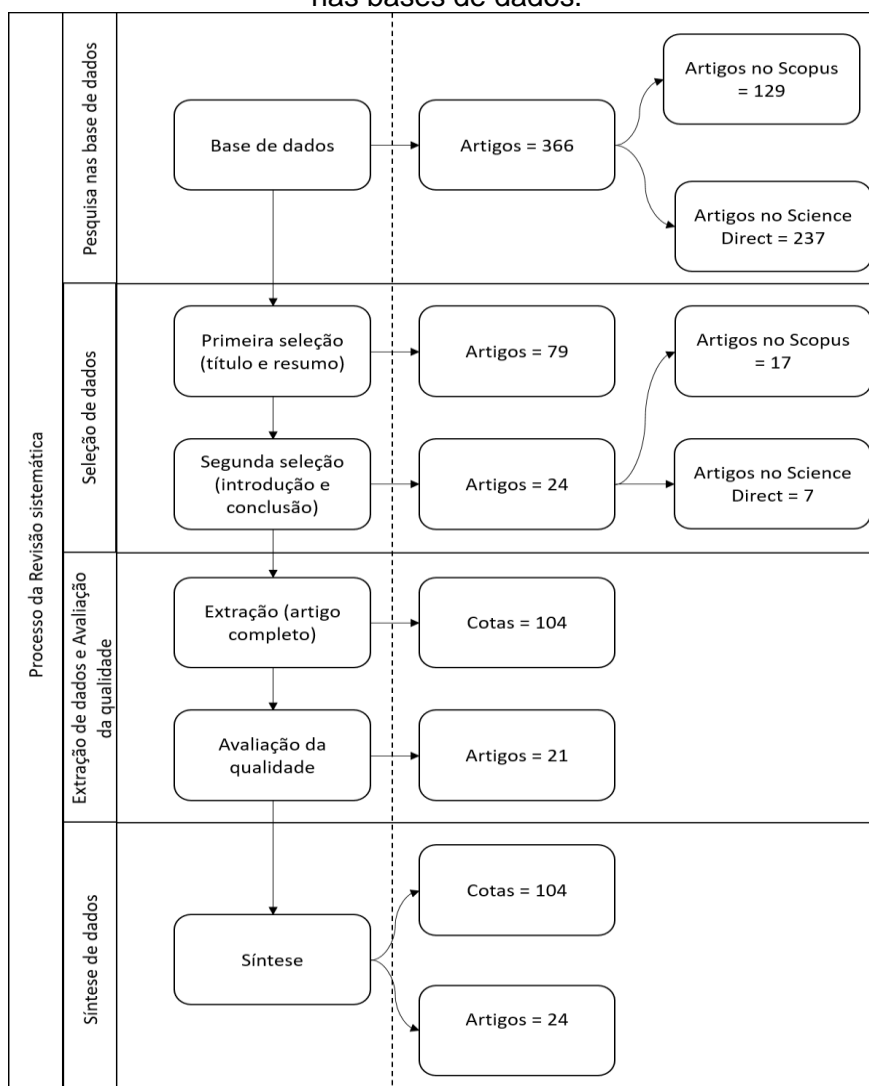 nas bases de dados.
Processo da Revisão sistemática
Pesquisa nas base de dados
Base de dados
Artigos = 366
Artigos no Scopus
= 129
Artigos no Science
Direct = 237
Seleção de dados
Primeira seleção
(título e resumo)
Artigos = 79
Artigos no Scopus
= 17
Segunda seleção
(introdução e
conclusão)
Artigos = 24
Artigos no Science
Direct = 7
Extração de dados e Avaliação
da qualidade
Extração (artigo
completo)
Cotas = 104
Avaliação da
qualidade
Artigos = 21
Síntese de dados
Síntese
Cotas = 104
Artigos = 24